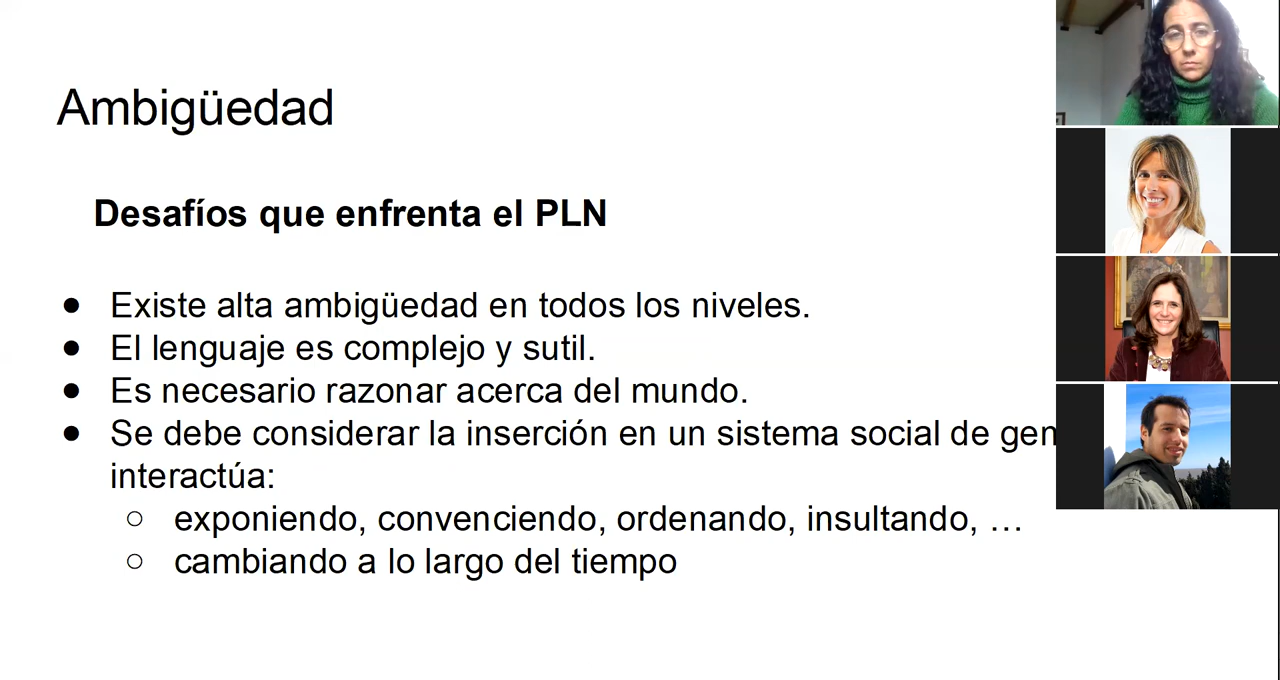 Ambigüedad
Desafíos que enfrenta el PLN
● Existe alta ambigüedad en todos los niveles.
● El lenguaje es complejo y sutil.
● Es necesario razonar acerca del mundo.
● Se debe considerar la inserción en un sistema social de
interactúa:
○ exponiendo, convenciendo, ordenando, insultando, …
○ cambiando a lo largo del tiempo